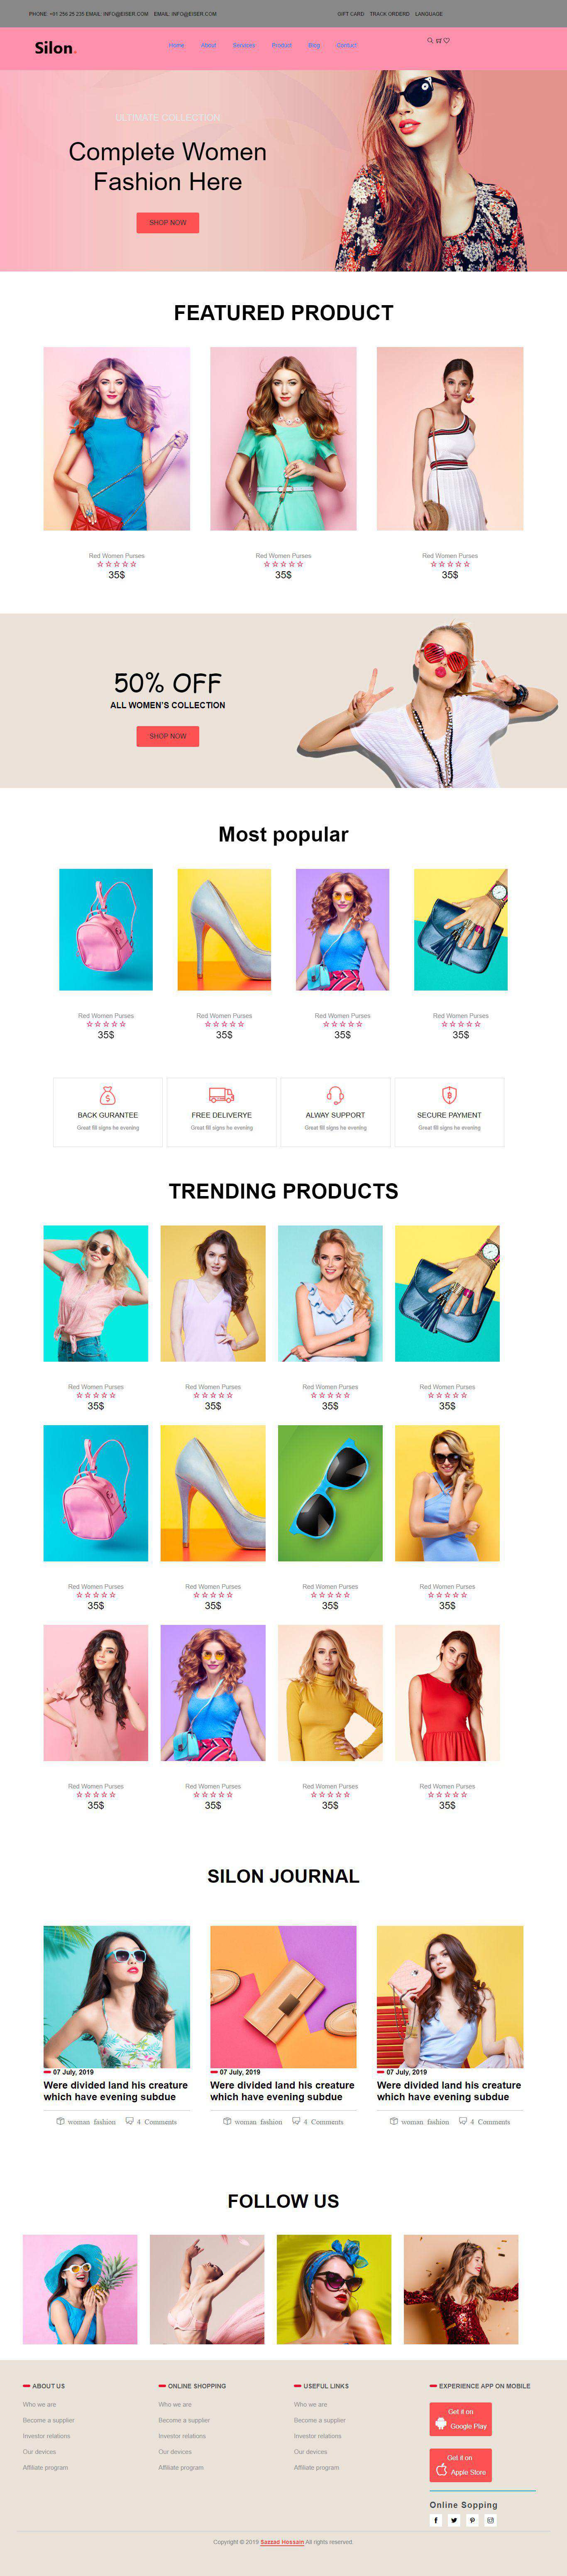 PHONE: +01 256 25 235 EMAIL: INFO@EISER.COM EMAIL: INFO@EISER.COM GIFT CARD TRACK ORDERD LANGUAGE
Silon.
Home About Services Product Blog Contact
ULTIMATE COLLECTION
Complete Women
Fashion Here
SHOP NOW
FEATURED PRODUCT
Red Women Purses Red Women Purses Red Women Purses
35$ 35$ 35$
50% OFF
ALL WOMEN'S COLLECTION
SHOP NOW
Most popular
Red Women Purses Red Women Purses Red Women Purses Red Women Purses
35$ 35$ 35$ 35$
BACK GURANTEE FREE DELIVERYE ALWAY SUPPORT SECURE PAYMENT
Great fill signs he evening Great fill signs he evening Great fill signs he evening Great fill signs he evening
TRENDING PRODUCTS
Red Women Purses Red Women Purses Red Women Purses Red Women Purses
35$ 35$ 35$ 35$
Red Women Purses Red Women Purses Red Women Purses Red Women Purses
35$ 35$ 35$ 35$
Red Women Purses Red Women Purses Red Women Purses Red Women Purses
35$ 35$ 35$ 35$
SILON JOURNAL
07 July, 2019 07 July, 2019 07 July, 2019
Were divided land his creature Were divided land his creature Were divided land his creature
which have evening subdue which have evening subdue which have evening subdue
woman fashion 4 Comments woman fashion 4 Comments woman fashion 4 Comments
FOLLOW US
ABOUT US ONLINE SHOPPING USEFUL LINKS EXPERIENCE APP ON MOBILE
Who we are Who we are Who we are
Become a supplier Become a supplier Become a supplier
Investor relations Investor relations Investor relations
Our devices Our devices Our devices
Affiliate program Affiliate program Affiliate program
Get it on
Google Play
Get it on
Apple Store
Online Sopping
Copyright © 2019 Sazzad Hossain All rights reserved.